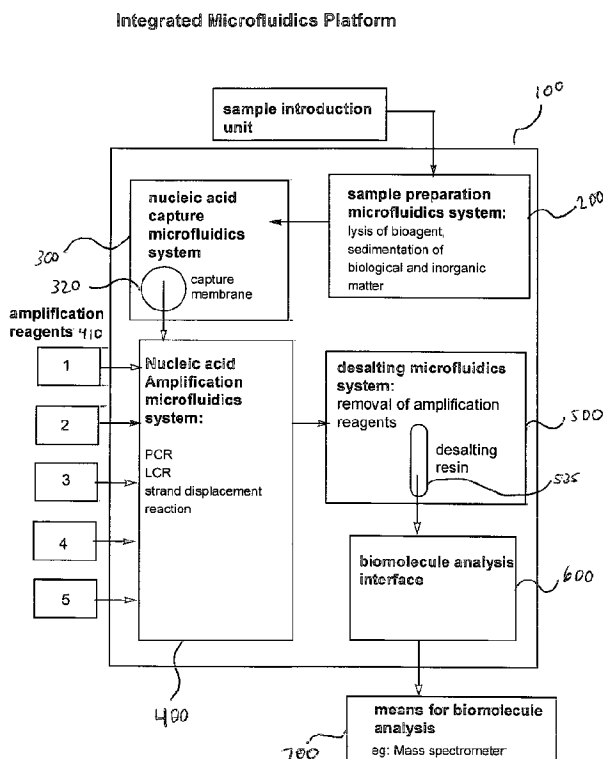 Integrated Microfluidics Platform
sample introduction
unit
100
nucleic acid
capture
microfluidics
system
300
320
capture
membrane
sample preparation
microfluidics system:
lysis of bioagent,
sedimentation of
biological and inorganic
matter
200
amplification
reagents 410
1
2
3
4
5
Nucleic acid
Amplification
microfluidics
system:
PCR
LCR
strand displacement
reaction
400
desalting microfluidics
system:
removal of amplification
reagents
desalting
resin
500
535
biomolecule analysis
interface
600
means for biomolecule
analysis
eg: Mass spectrometer
700